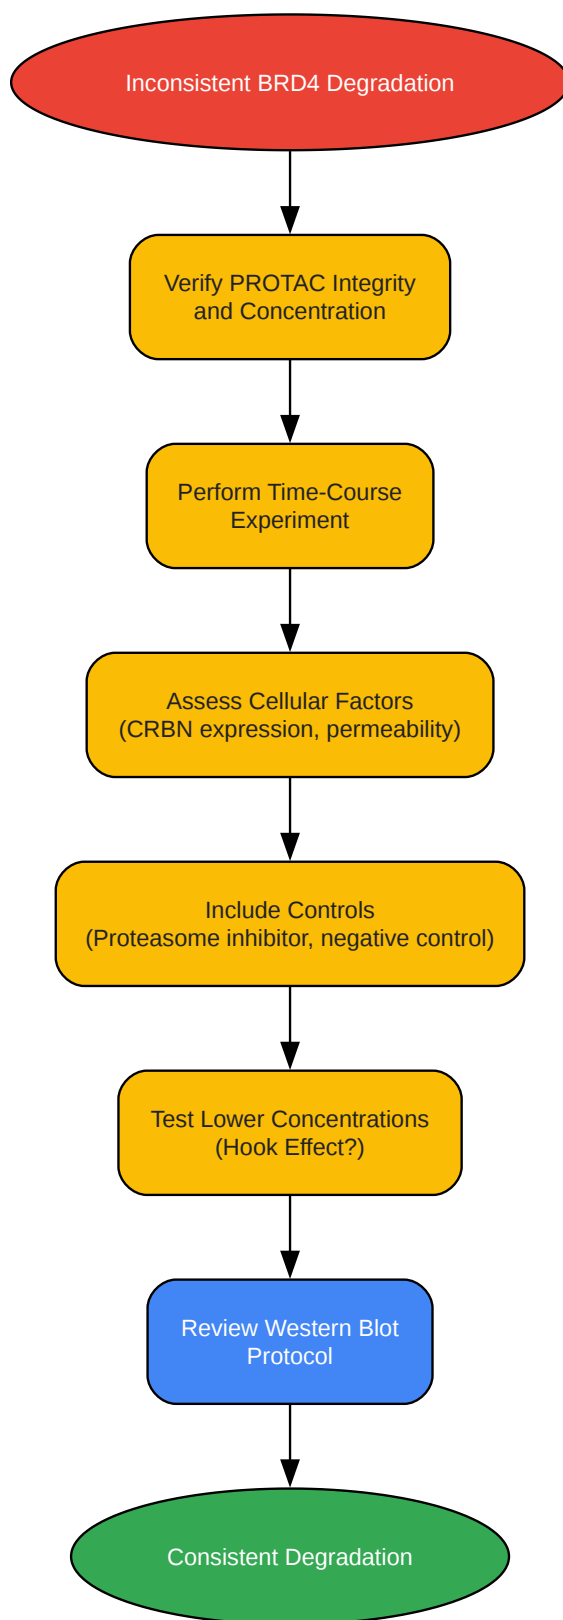 Inconsistent BRD4 Degradation
Verify PROTAC Integrity
and Concentration
Perform Time-Course
Experiment
Assess Cellular Factors
(CRBN expression, permeability)
Include Controls
(Proteasome inhibitor, negative control)
Test Lower Concentrations
(Hook Effect?)
Review Western Blot
Protocol
Consistent Degradation